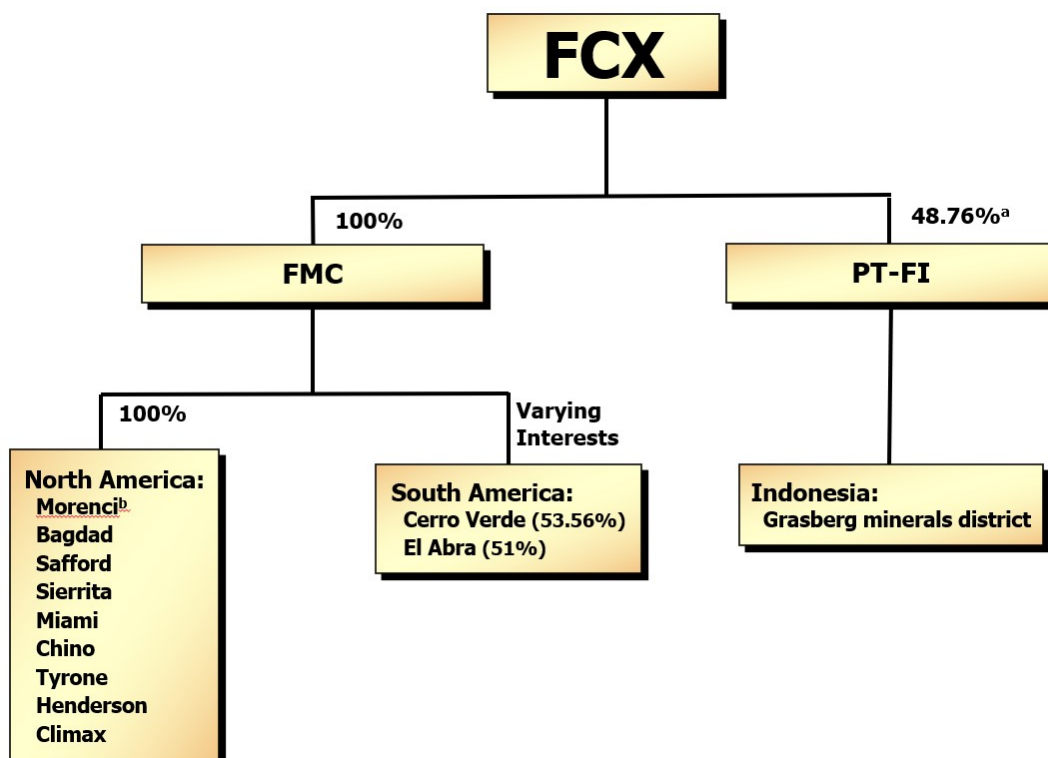 FCX
100%
48.76%ᵃ
FMC
PT-FI
100%
Varying
Interests
North America:
Morenciᵇ
Bagdad
Safford
Sierrita
Miami
Chino
Tyrone
Henderson
Climax
South America:
Cerro Verde (53.56%)
El Abra (51%)
Indonesia:
Grasberg minerals district